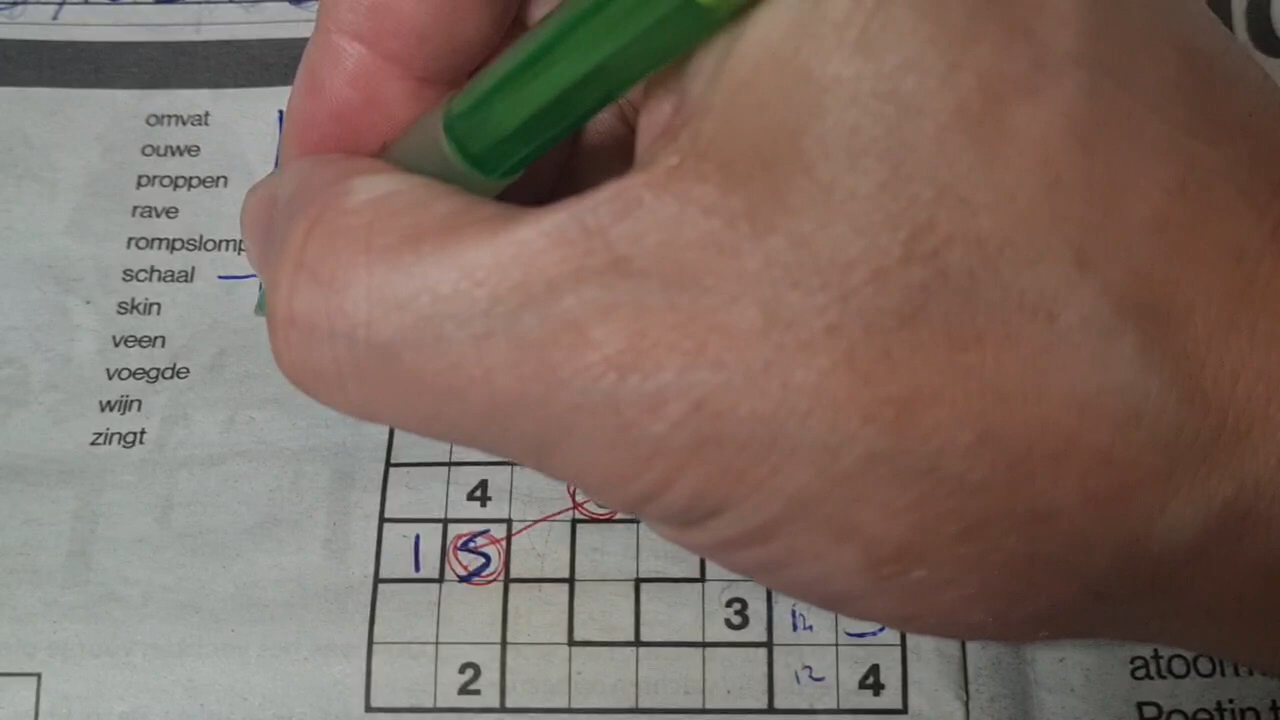 omvat
ouwe
proppen
rave
rompslomp
schaal
skin
veen
voegde
wijn
zingt
4
1 5
3 12
2 12 4